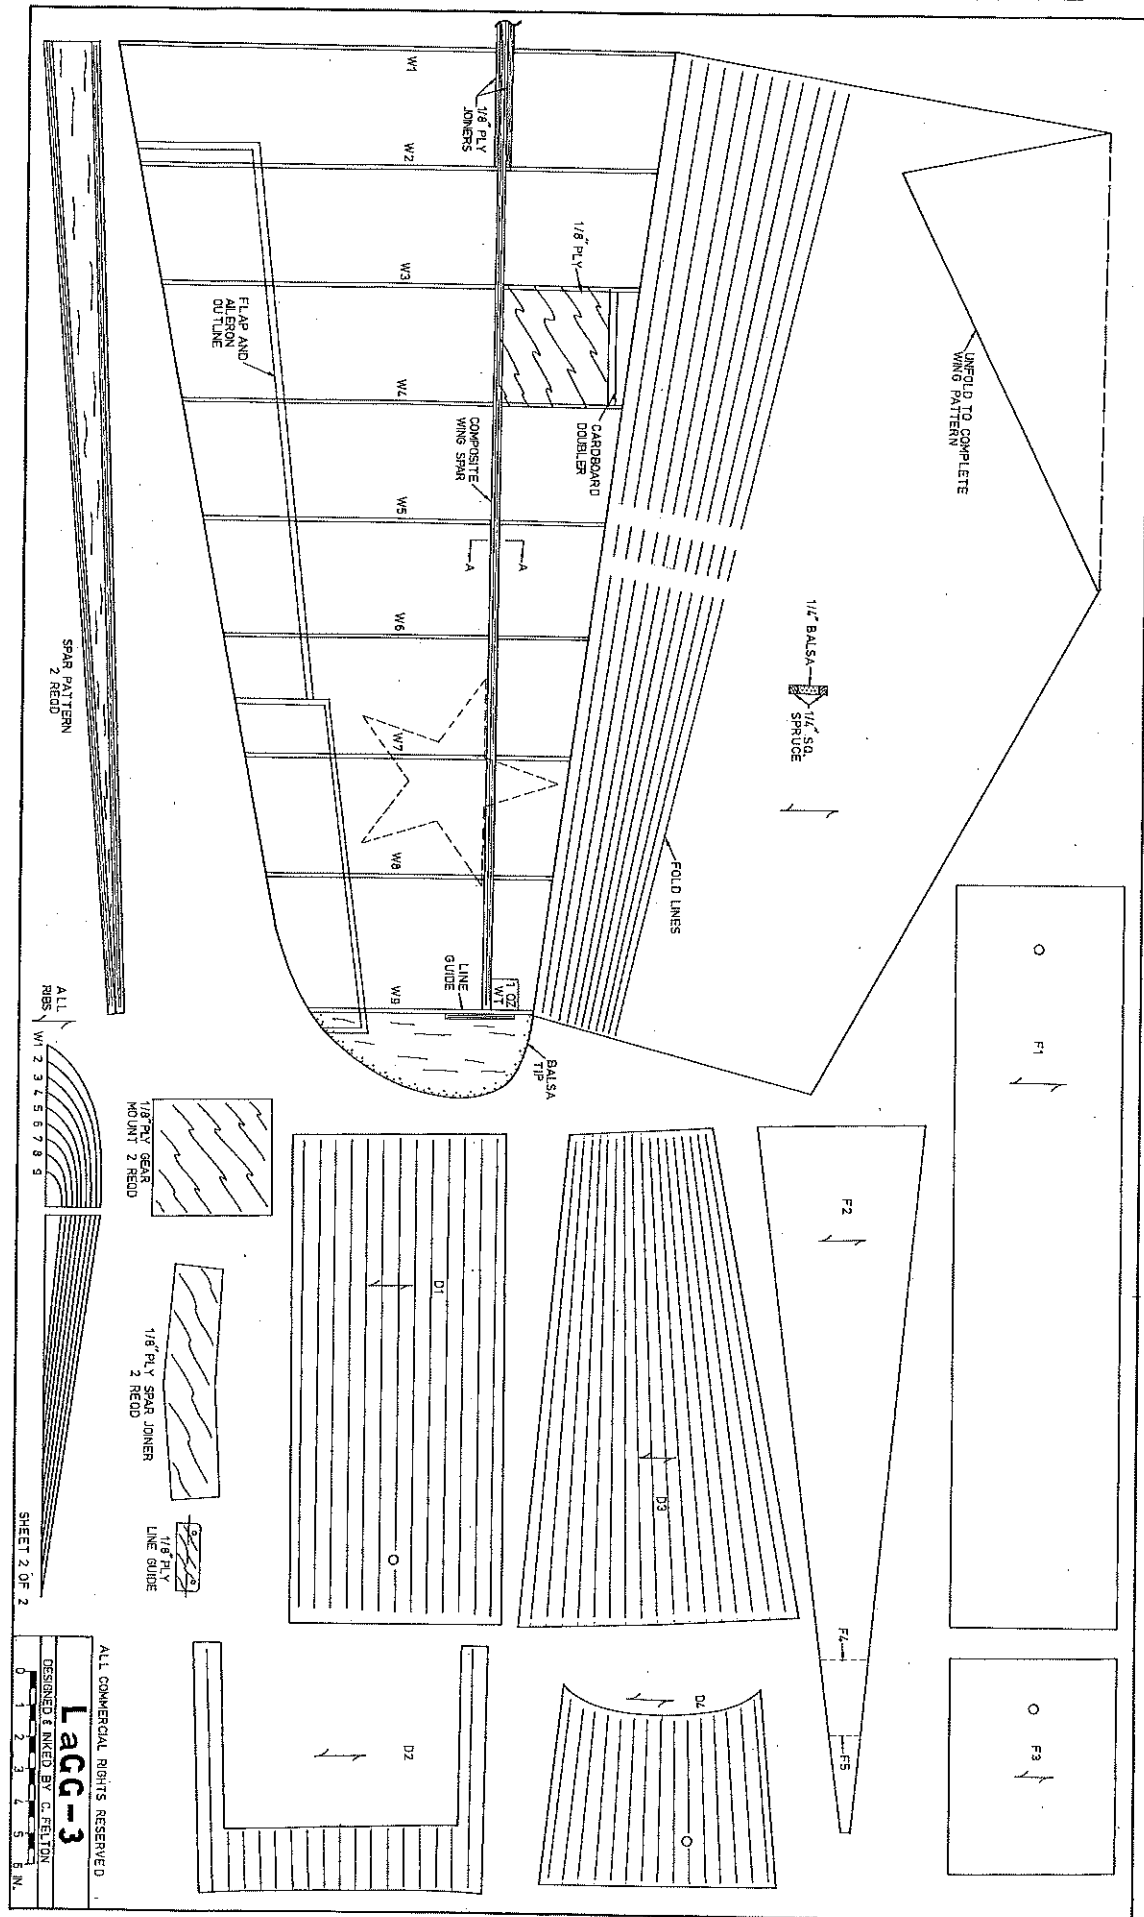 W1
1/8" PLY
JOINERS
W2
W3
1/8" PLY
FLAP AND
AILERON
OUTLINE
W4
CARDBOARD
DOUBLER
COMPOSITE
WING SPAR
W5
A
A
W6
W7
W8
W9
LINE
GUIDE
1 OZ
WT
BALSA
TIP
FOLD LINES
UNFOLD TO COMPLETE
WING PATTERN
1/4" BALSA
1/4" SQ.
SPRUCE
SPAR PATTERN
2 REQD
ALL
RIBS
W1 2 3 4 5 6 7 8 9
1/8" PLY GEAR
MOUNT 2 REQD
1/8" PLY SPAR JOINER
2 REQD
1/8" PLY
LINE GUIDE
F1
F2
F3
F4
F5
D1
D2
D3
D4
SHEET 2 OF 2
ALL COMMERCIAL RIGHTS RESERVED
LaGG-3
DESIGNED & INKED BY C. FELTON
0 1 2 3 4 5 6 IN.